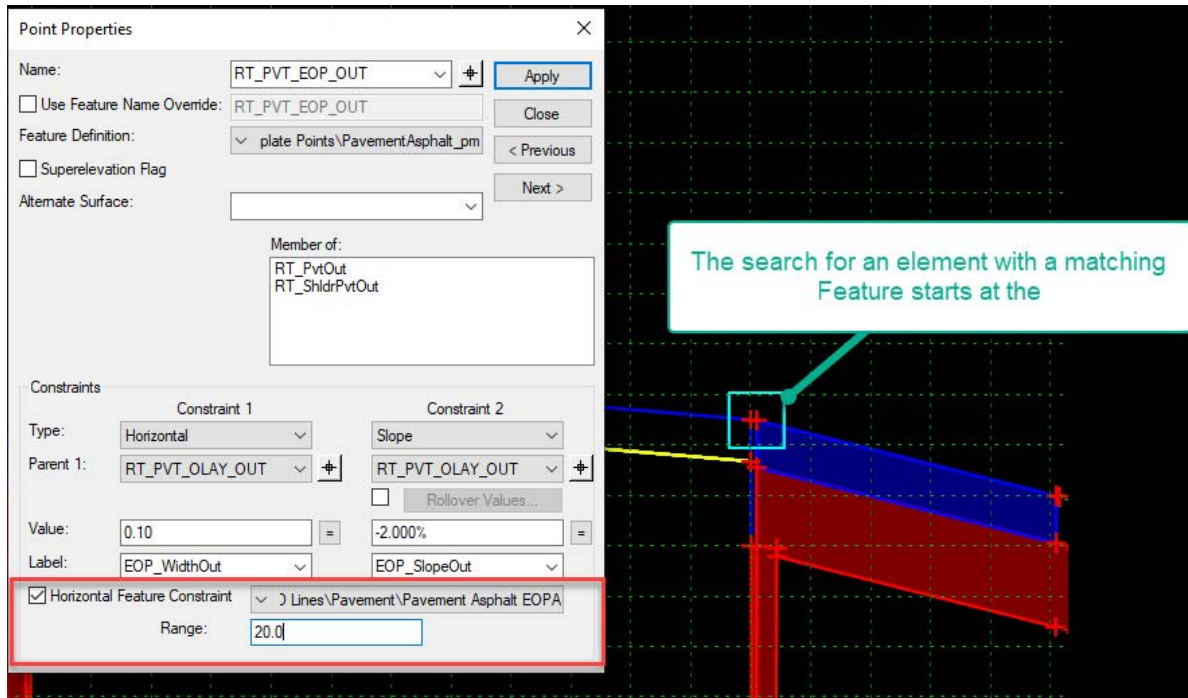 Point Properties
Name: RT_PVT_EOP_OUT Apply
Use Feature Name Override: RT_PVT_EOP_OUT Close
Feature Definition: plate Points\PavementAsphalt_pm < Previous
Superelevation Flag Next >
Alternate Surface:
Member of:
RT_PvtOut
RT_ShldrPvtOut
Constraints
Constraint 1 Constraint 2
Type: Horizontal Slope
Parent 1: RT_PVT_OLAY_OUT RT_PVT_OLAY_OUT
Rollover Values...
Value: 0.10 = -2.000% =
Label: EOP_WidthOut EOP_SlopeOut
Horizontal Feature Constraint Lines\Pavement\Pavement Asphalt EOPA
Range: 20.0
The search for an element with a matching
Feature starts at the